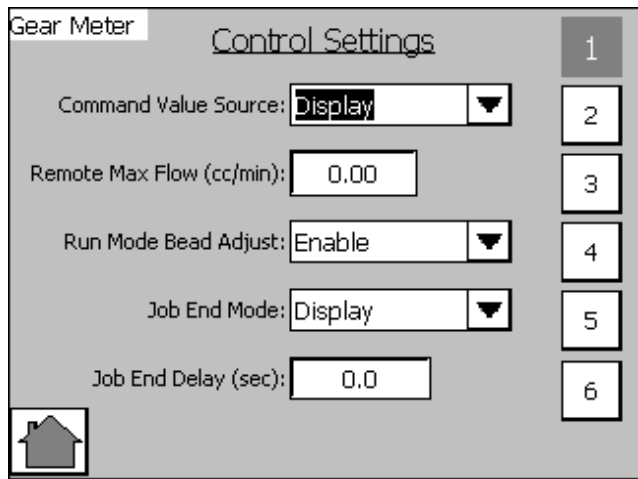 Gear Meter
Control Settings
1
Command Value Source: Display
2
Remote Max Flow (cc/min): 0.00
3
Run Mode Bead Adjust: Enable
4
Job End Mode: Display
5
Job End Delay (sec): 0.0
6